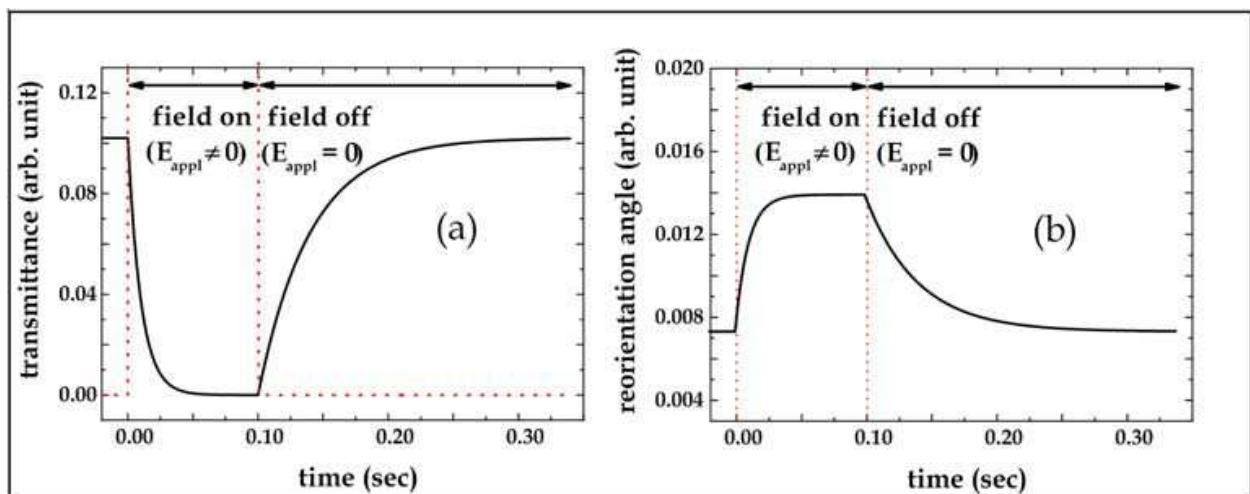 transmittance (arb. unit)
0.12
0.08
0.04
0.00
field on
(E_appl ≠ 0)
field off
(E_appl = 0)
(a)
0.00
0.10
0.20
0.30
time (sec)
reorientation angle (arb. unit)
0.020
0.016
0.012
0.008
0.004
field on
(E_appl ≠ 0)
field off
(E_appl = 0)
(b)
0.00
0.10
0.20
0.30
time (sec)